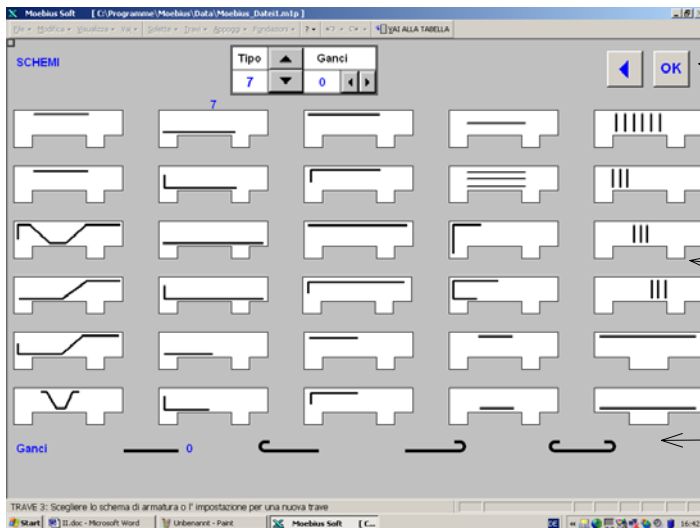 Moebius Soft [ C:\Programme\Moebius\Data\Moebius_Datei1.m1p ]
File Modifica Visualizza Vai Solette Travi Appoggi Fondazioni ? VAI ALLA TABELLA
SCHEMI
Tipo Ganci
7 0
OK
7
Ganci 0
TRAVE 3: Scegliere lo schema di armatura o l' impostazione per una nuova trave
Start II.doc - Microsoft Word Unbenannt - Paint Moebius Soft [ C... DE